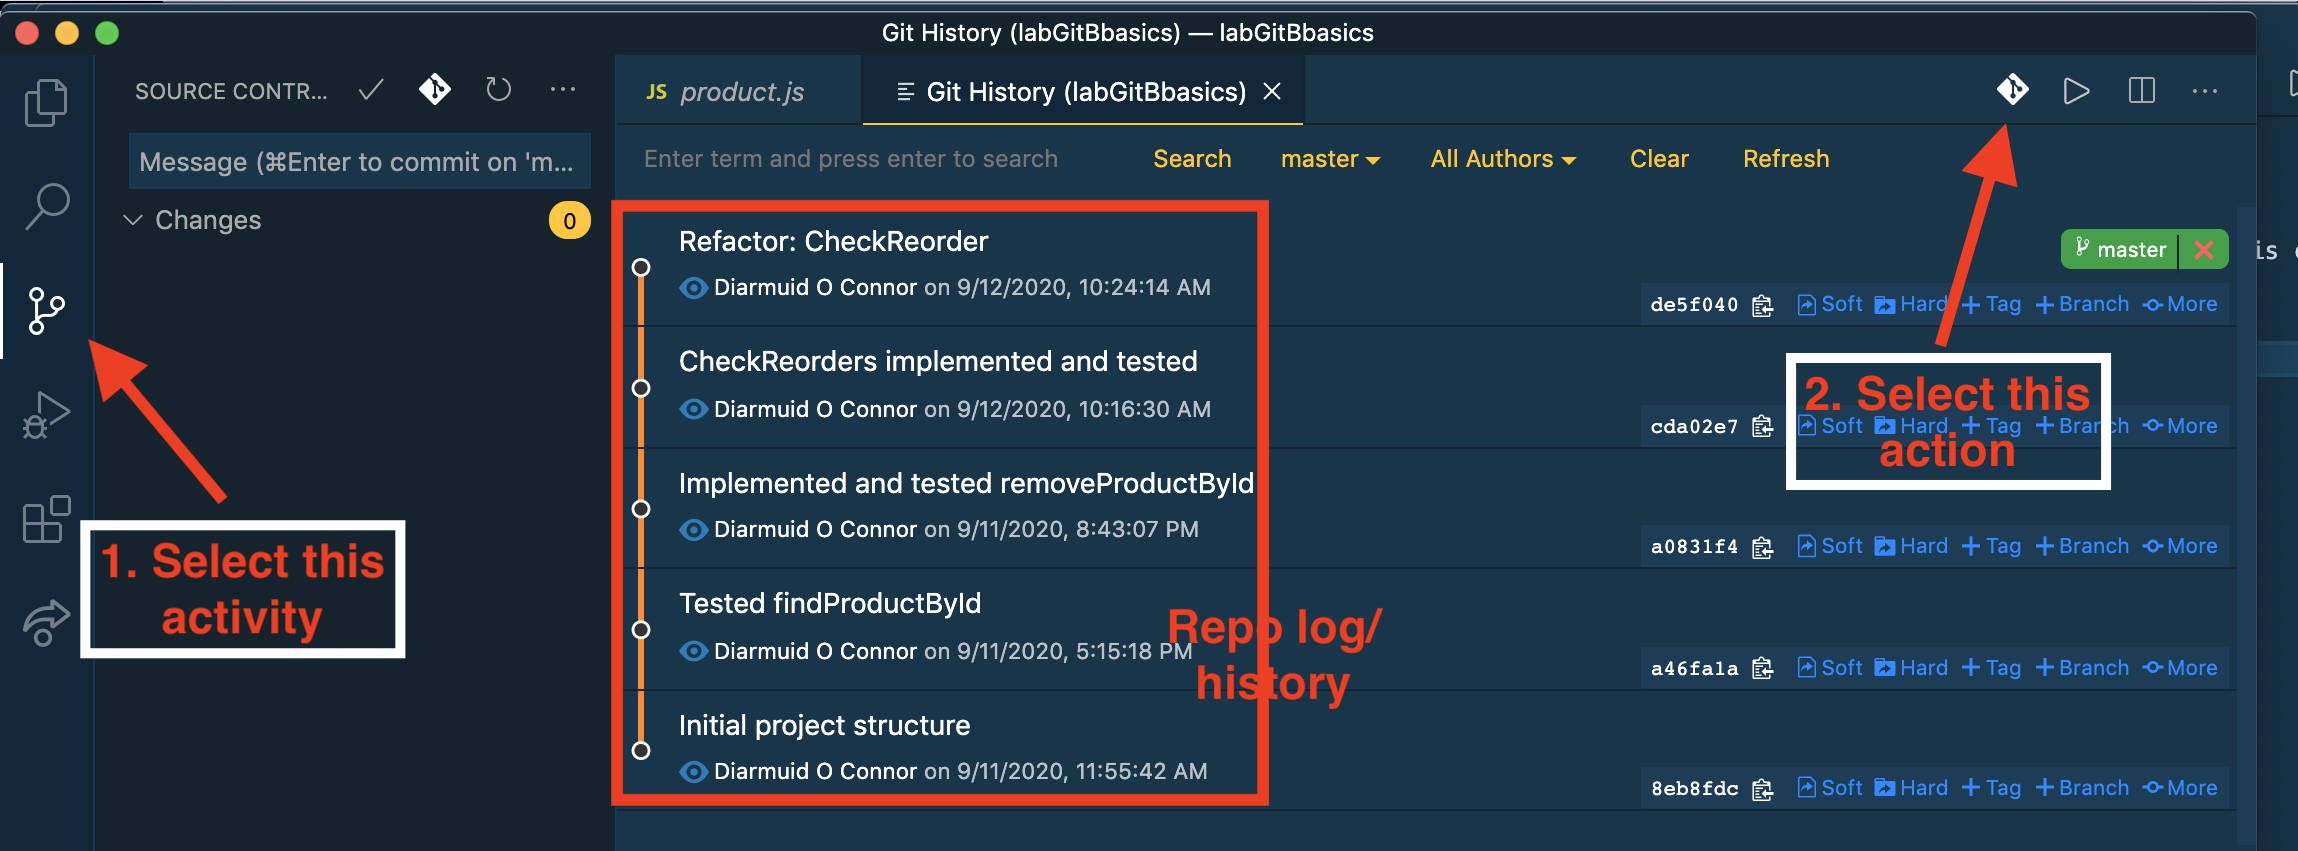 Git History (labGitBbasics) — labGitBbasics
SOURCE CONTR...
JS product.js
Git History (labGitBbasics)
Message (⌘Enter to commit on 'm...
Enter term and press enter to search
Search
master
All Authors
Clear
Refresh
Changes
0
Refactor: CheckReorder
master
Diarmuid O Connor on 9/12/2020, 10:24:14 AM
de5f040 Soft Hard Tag Branch More
CheckReorders implemented and tested
Diarmuid O Connor on 9/12/2020, 10:16:30 AM
cda02e7 Soft Hard Tag Branch More
Implemented and tested removeProductById
Diarmuid O Connor on 9/11/2020, 8:43:07 PM
a0831f4 Soft Hard Tag Branch More
Tested findProductById
Diarmuid O Connor on 9/11/2020, 5:15:18 PM
a46fa1a Soft Hard Tag Branch More
Initial project structure
Diarmuid O Connor on 9/11/2020, 11:55:42 AM
8eb8fdc Soft Hard Tag Branch More
1. Select this
activity
2. Select this
action
Repo log/
history
is